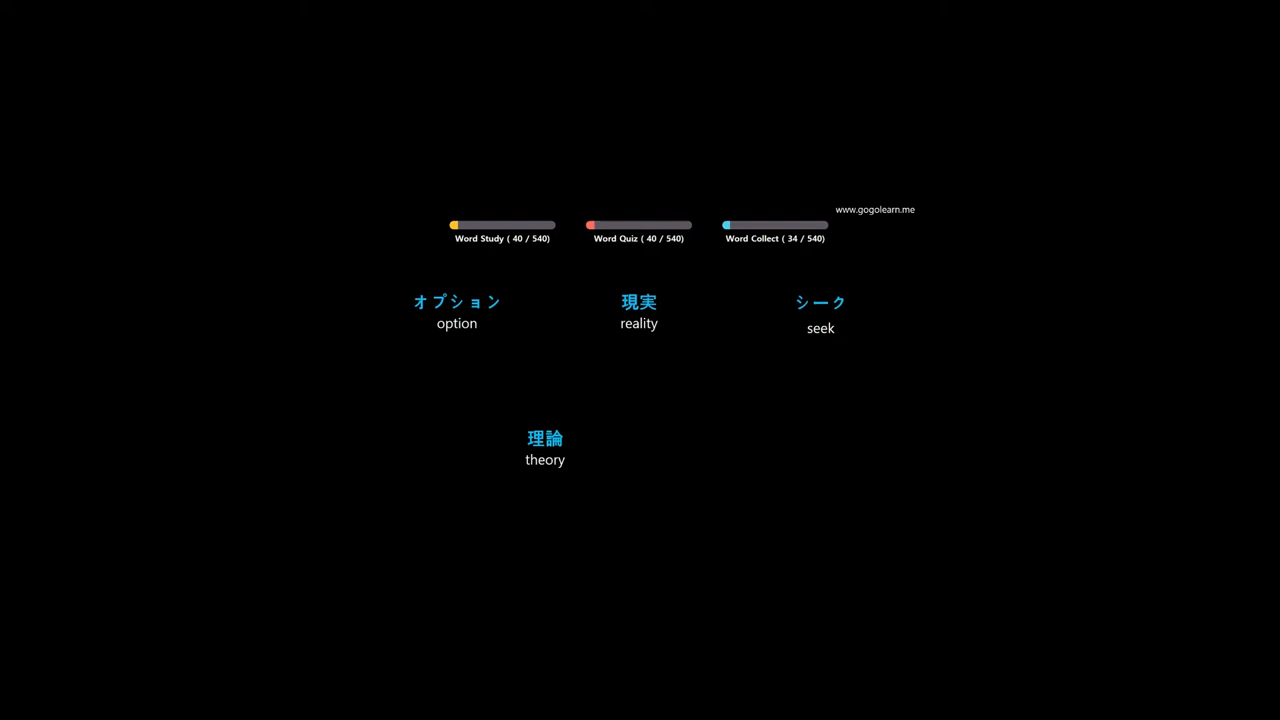 www.gogolearn.me
Word Study ( 40 / 540)
Word Quiz ( 40 / 540)
Word Collect ( 34 / 540)
オプション
option
現実
reality
シーク
seek
理論
theory